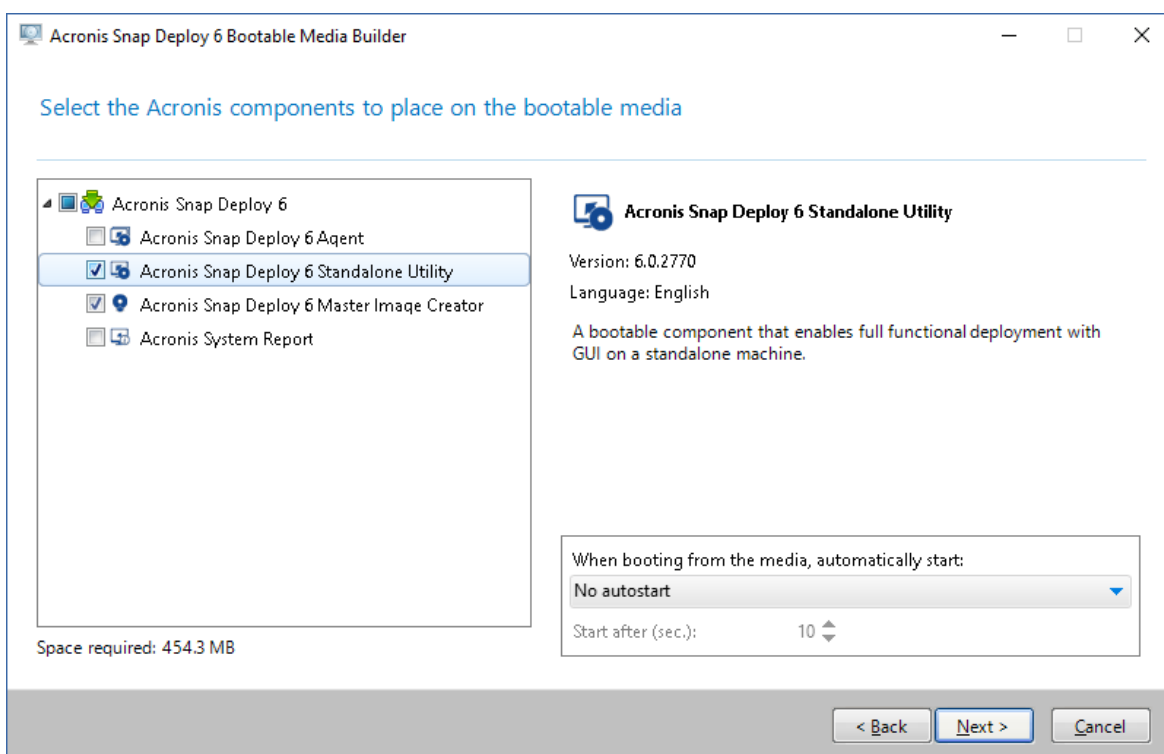 Acronis Snap Deploy 6 Bootable Media Builder
Select the Acronis components to place on the bootable media
Acronis Snap Deploy 6
Acronis Snap Deploy 6 Agent
Acronis Snap Deploy 6 Standalone Utility
Acronis Snap Deploy 6 Master Image Creator
Acronis System Report
Space required: 454.3 MB
Acronis Snap Deploy 6 Standalone Utility
Version: 6.0.2770
Language: English
A bootable component that enables full functional deployment with
GUI on a standalone machine.
When booting from the media, automatically start:
No autostart
Start after (sec.): 10
< Back Next > Cancel